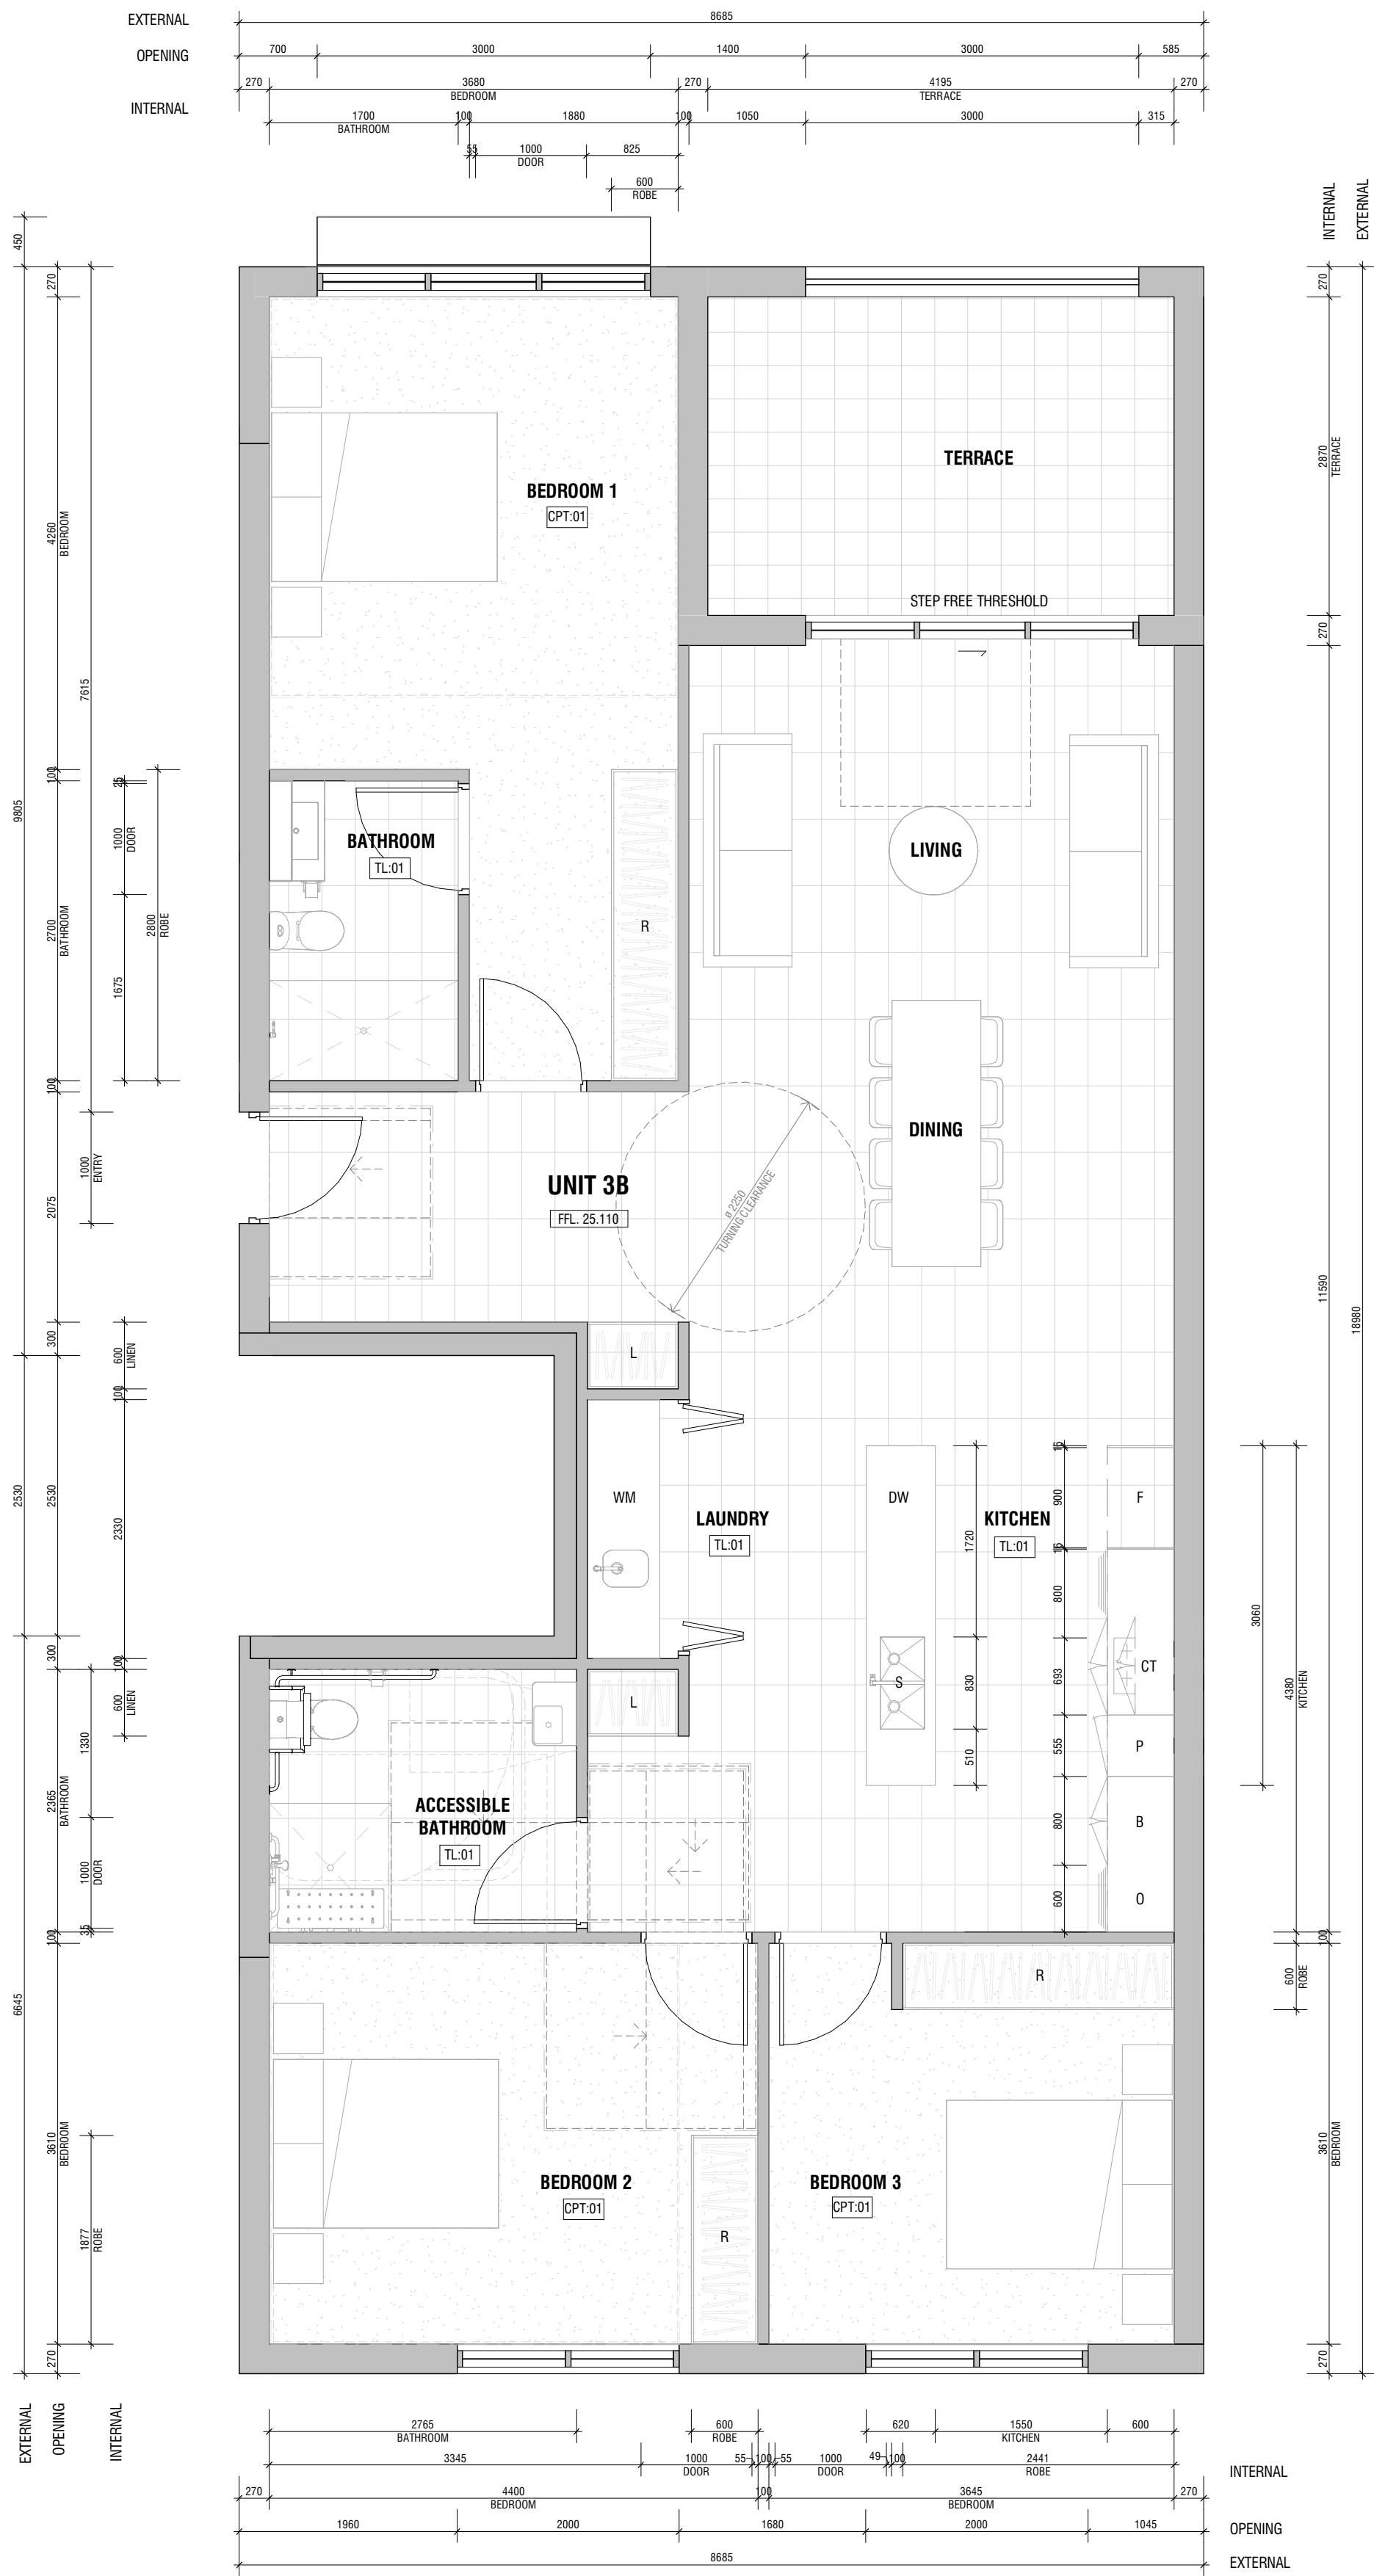 EXTERNAL
8685
OPENING
700 3000 1400 3000 585
270 3680 270 4195 270
BEDROOM TERRACE
INTERNAL
1700 100 1880 100 1050 3000 315
BATHROOM
55 1000 825
DOOR
600
ROBE
INTERNAL
EXTERNAL
450
270
270
BEDROOM 1
CPT:01
TERRACE
STEP FREE THRESHOLD
2870
TERRACE
270
4260
BEDROOM
7615
9805
100
25
1000
DOOR
BATHROOM
TL:01
LIVING
2700
BATHROOM
2800
ROBE
1675
R
100
DINING
1000
ENTRY
2075
UNIT 3B
FFL. 25.110
ø 2250
TURNING CLEARANCE
11590
18980
300
600
LINEN
100
L
2530
2530
2330
WM
LAUNDRY
TL:01
DW
1720
KITCHEN
TL:01
16
900
16
800
F
3060
4380
KITCHEN
300
100
600
LINEN
L
S
830
693
CT
510
555
P
1330
2365
BATHROOM
ACCESSIBLE
BATHROOM
TL:01
800
B
1000
DOOR
35
600
O
100
100
R
600
ROBE
6645
3610
BEDROOM
1877
ROBE
BEDROOM 2
CPT:01
R
BEDROOM 3
CPT:01
3610
BEDROOM
270
270
EXTERNAL
OPENING
INTERNAL
2765 600 620 1550 600
BATHROOM ROBE KITCHEN
3345 1000 55 100 55 1000 49 100 2441
DOOR DOOR ROBE
INTERNAL
270 4400 100 3645 270
BEDROOM BEDROOM
1960 2000 1680 2000 1045
OPENING
8685
EXTERNAL